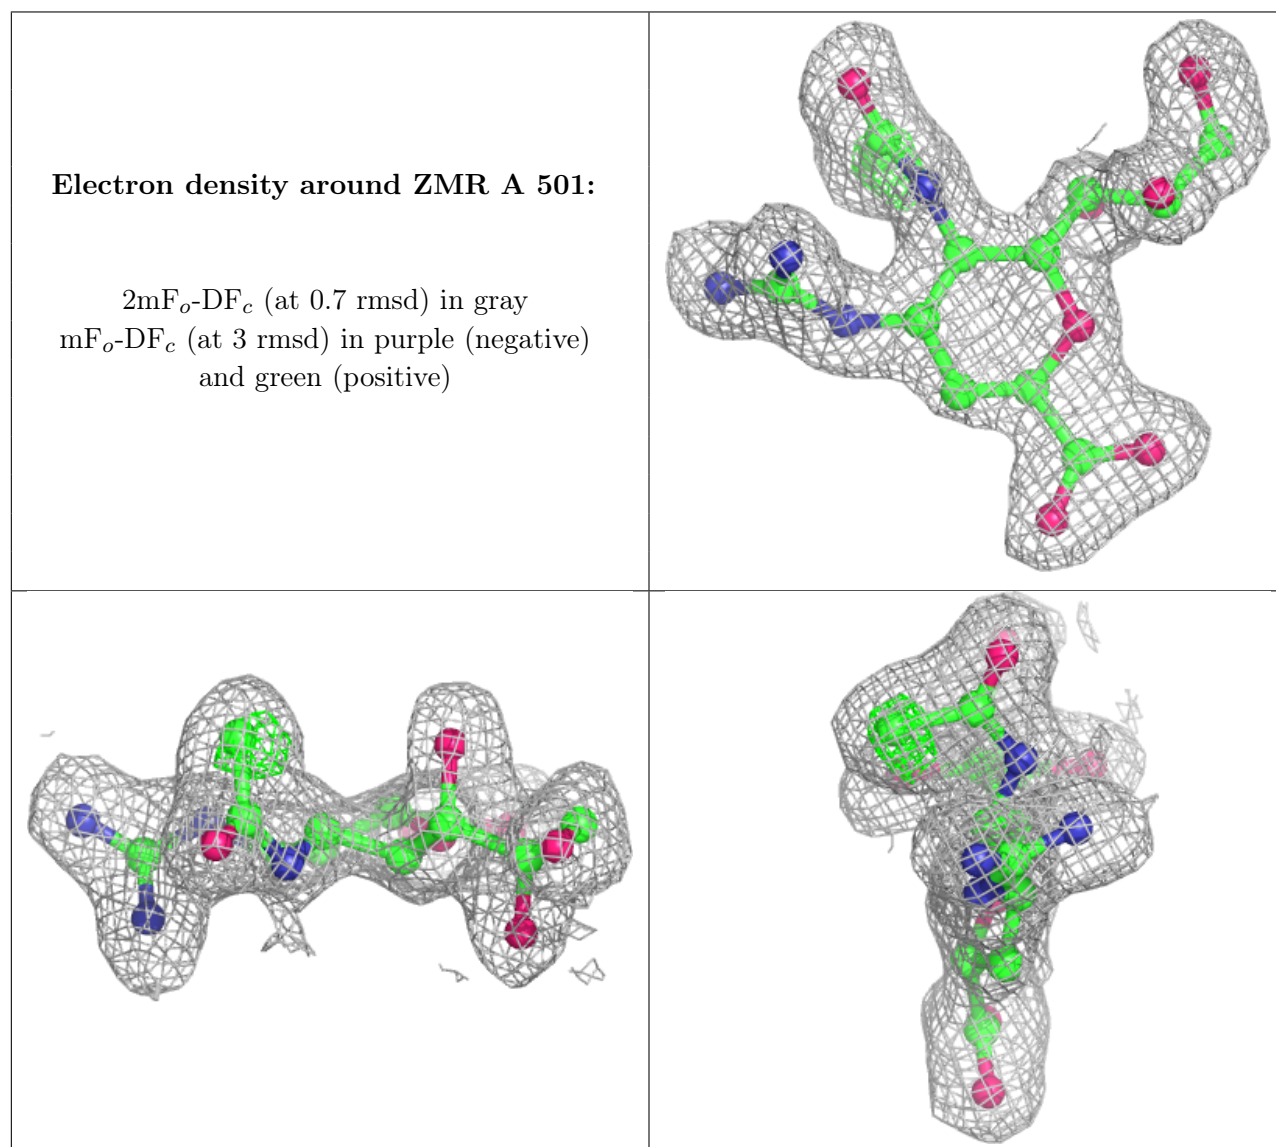 Electron density around ZMR A 501:
2mFo-DFc (at 0.7 rmsd) in gray
mFo-DFc (at 3 rmsd) in purple (negative)
and green (positive)